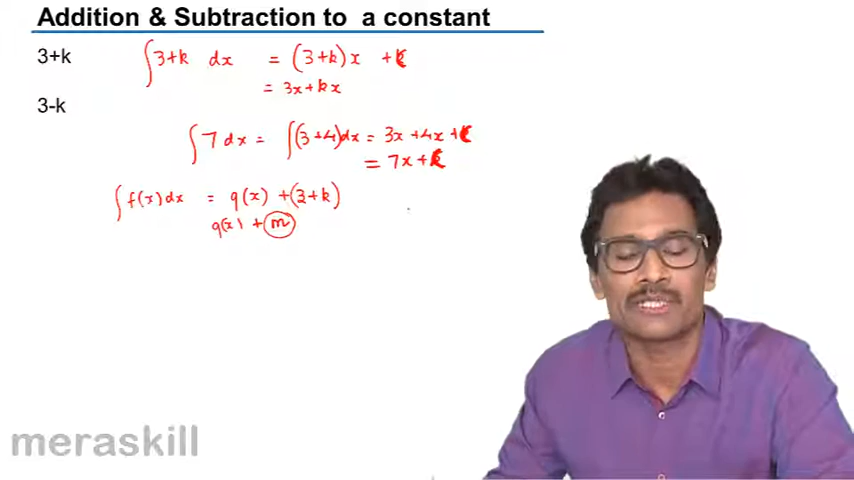 Addition & Subtraction to a constant
3+k ∫3+k dx = (3+k)x + c
= 3x+kx
3-k
∫7 dx = ∫(3+4)dx = 3x+4x+c
= 7x+c
∫f(x)dx = g(x) +(3+k)
g(x) + m
meraskill